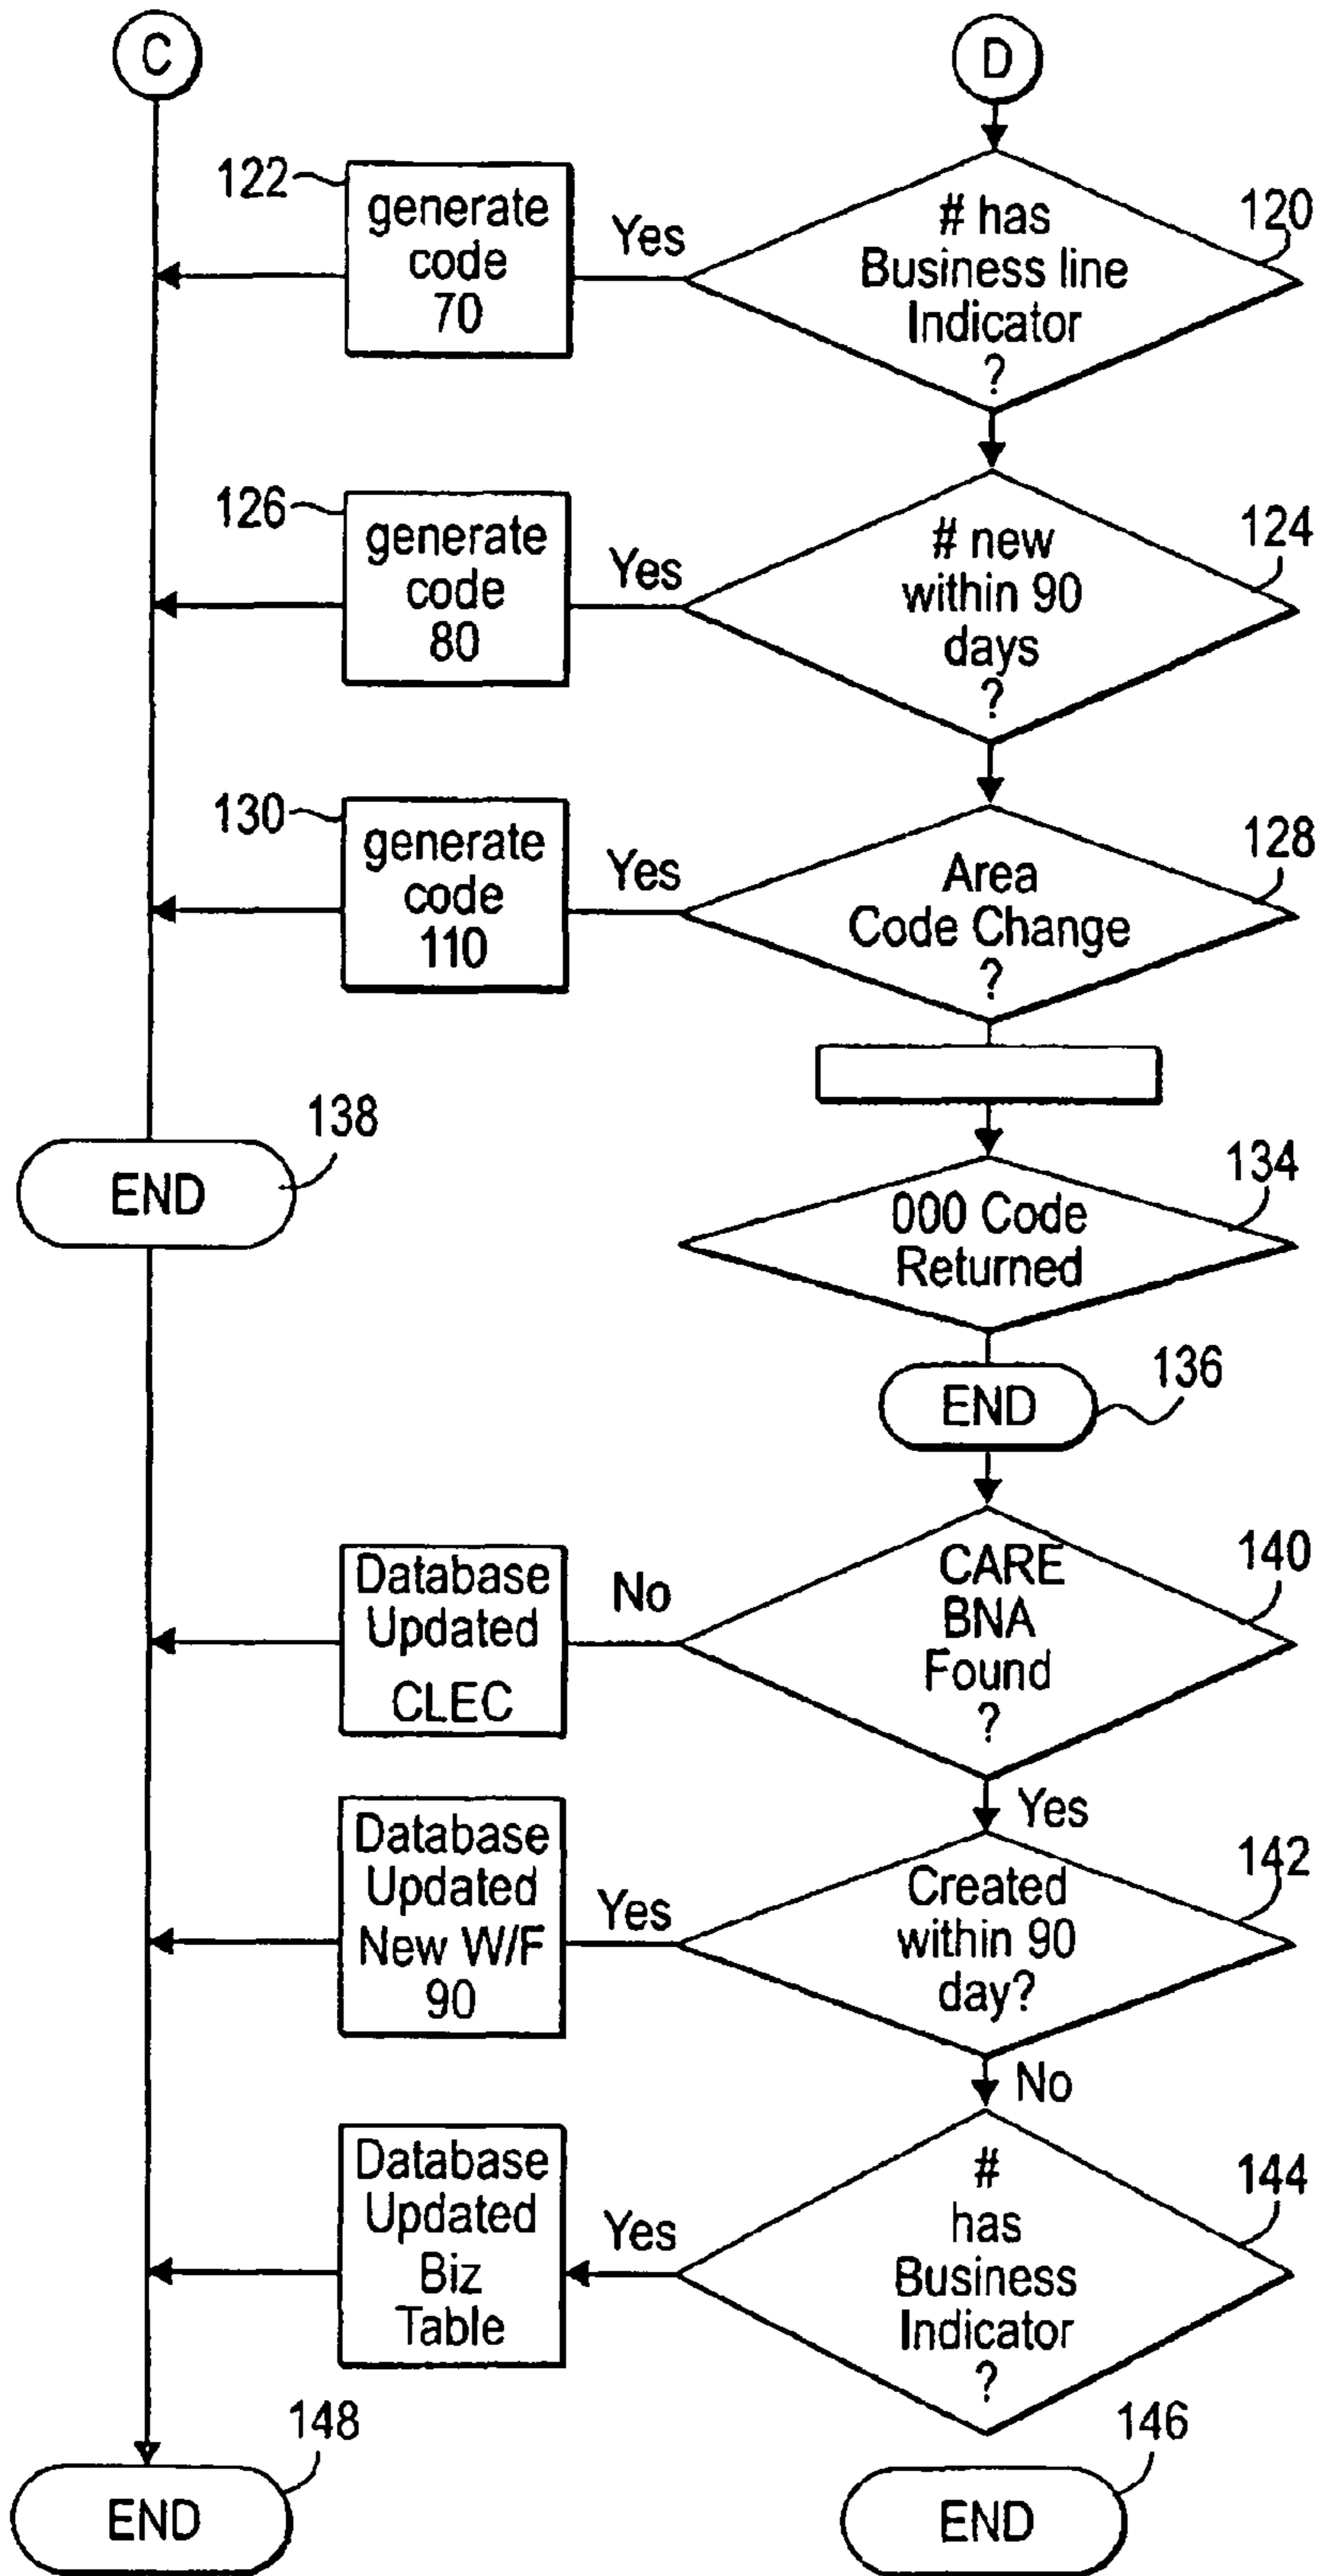 C
D
122
generate
code
70
Yes
# has
Business line
Indicator
?
120
126
generate
code
80
Yes
# new
within 90
days
?
124
130
generate
code
110
Yes
Area
Code Change
?
128
END
138
000 Code
Returned
134
END
136
Database
Updated
CLEC
No
CARE
BNA
Found
?
140
Yes
Database
Updated
New W/F
90
Yes
Created
within 90
day?
142
No
Database
Updated
Biz
Table
Yes
#
has
Business
Indicator
?
144
END
148
END
146